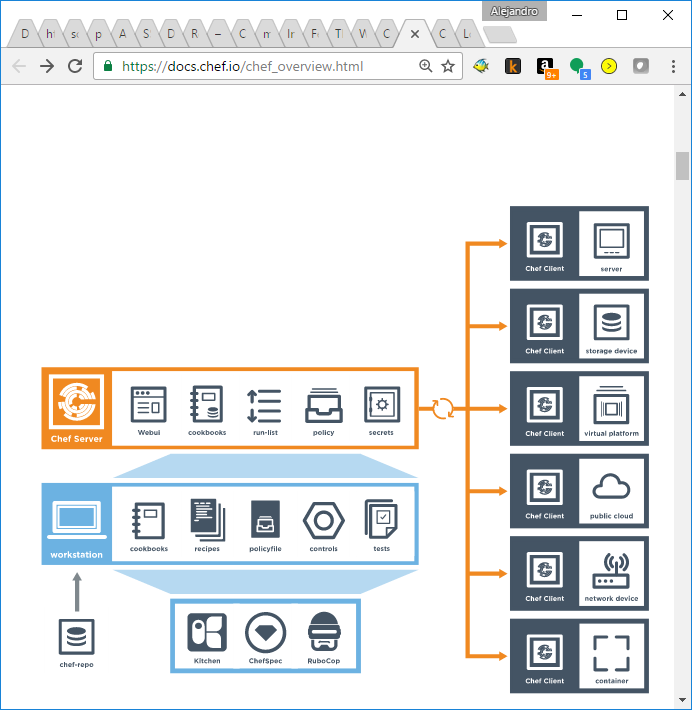 Alejandro
D
p
A
S
D
R
C
C
C
https://docs.chef.io/chef_overview.html
k
a
9+
5
Chef Client
server
Chef Client
storage device
Chef Server
Webui
cookbooks
run-list
policy
secrets
Chef Client
virtual platform
workstation
cookbooks
recipes
policyfile
controls
tests
Chef Client
public cloud
Chef Client
network device
chef-repo
Kitchen
ChefSpec
RuboCop
Chef Client
container